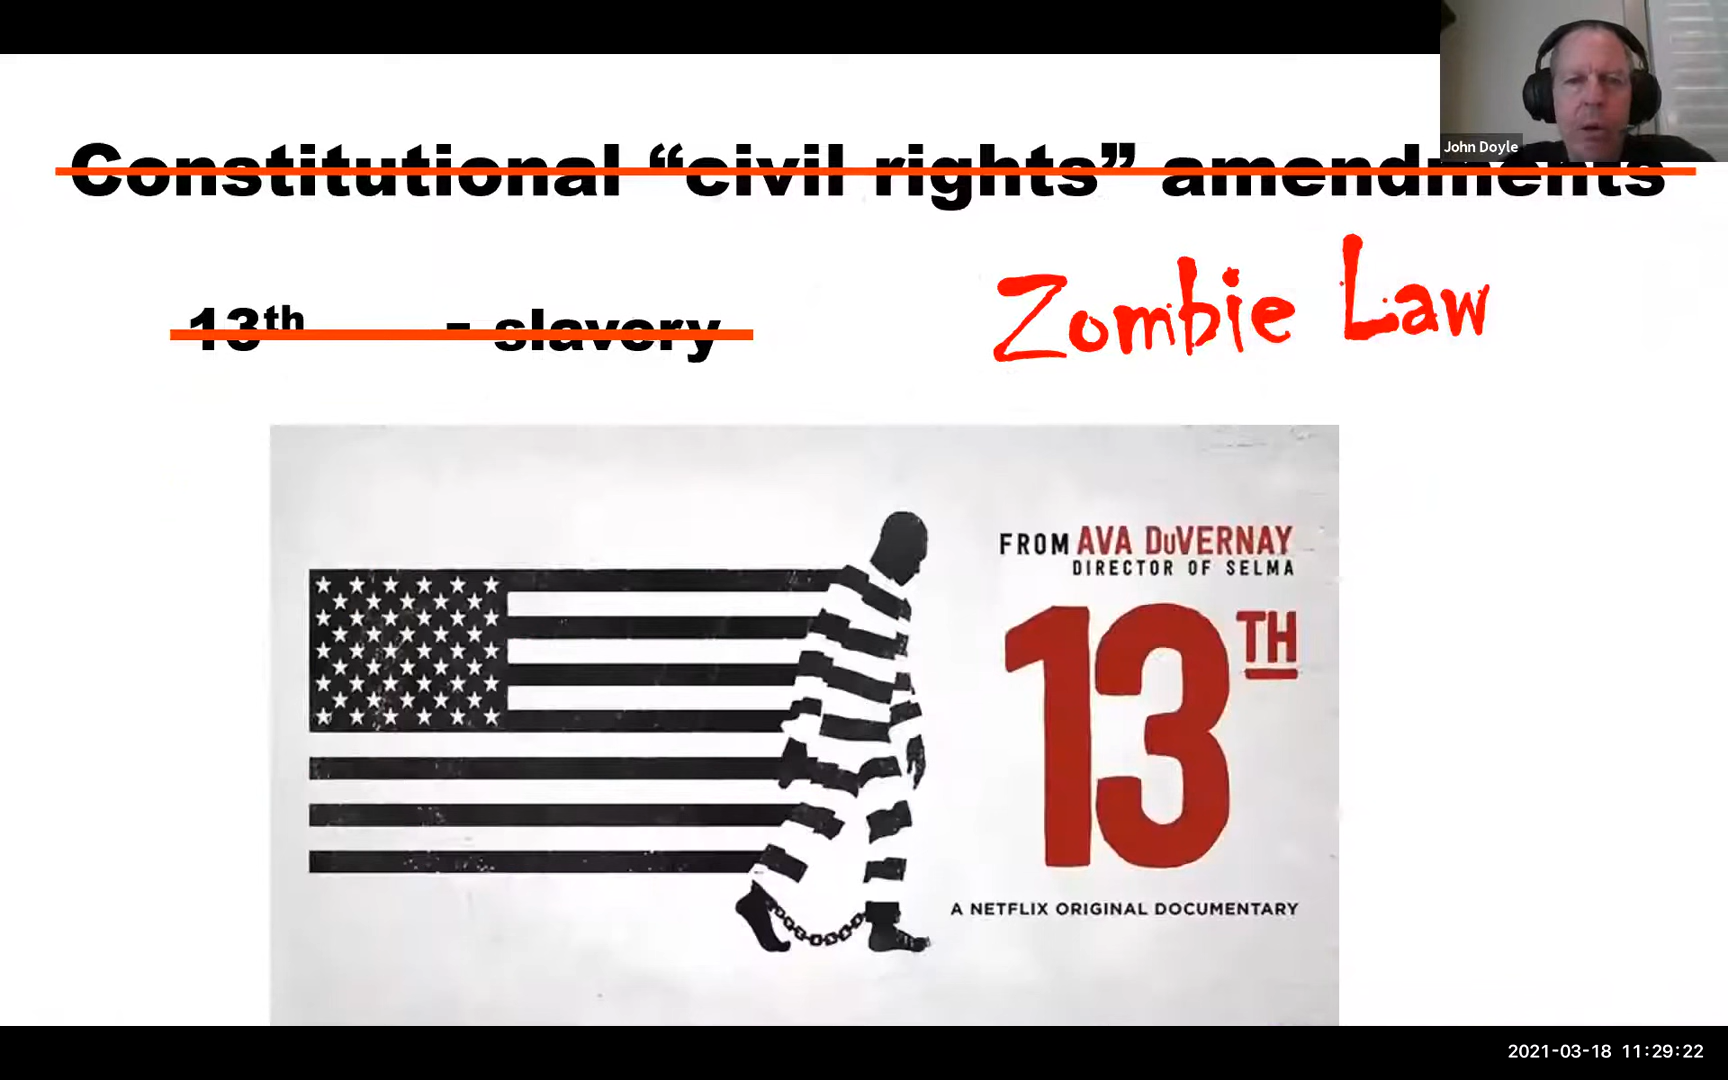 John Doyle
Constitutional “civil rights” amendments
13th - slavery
Zombie Law
FROM AVA DuVERNAY
DIRECTOR OF SELMA
13TH
A NETFLIX ORIGINAL DOCUMENTARY
2021-03-18 11:29:22